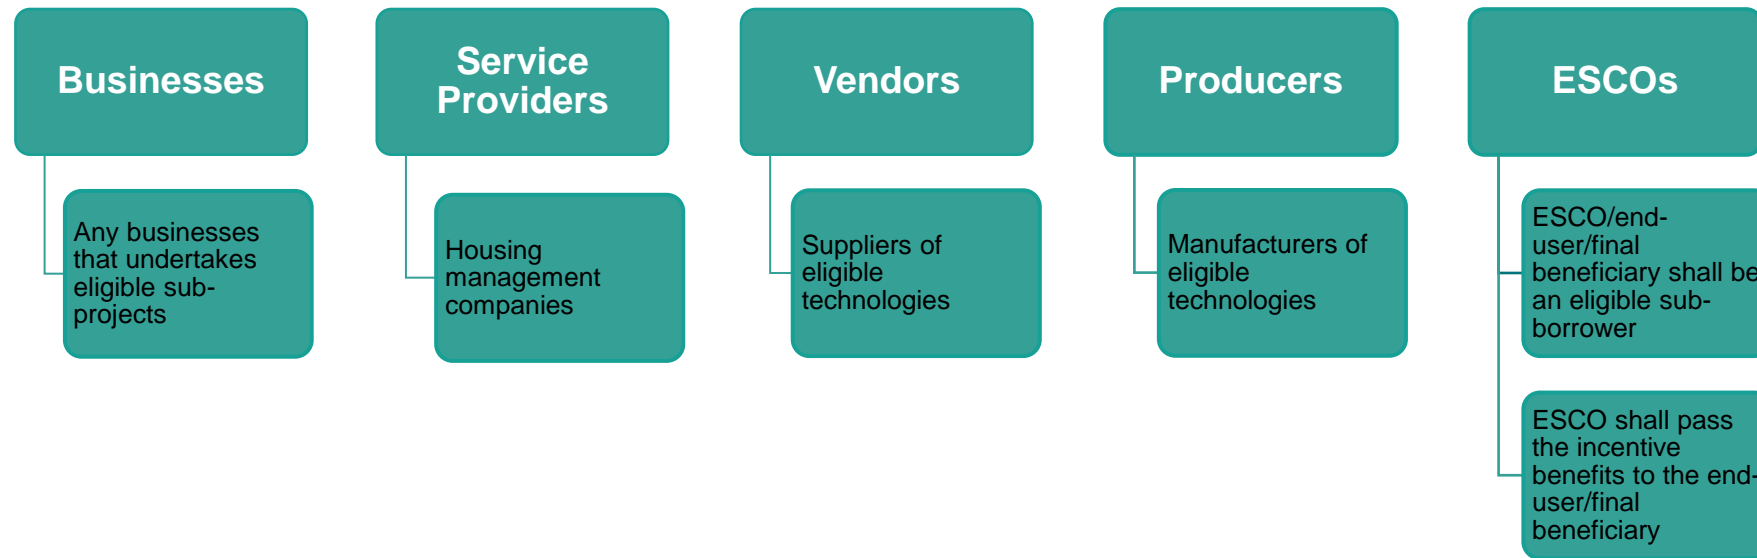 Businesses
Any businesses
that undertakes
eligible sub-
projects
Service
Providers
Housing
management
companies
Vendors
Suppliers of
eligible
technologies
Producers
Manufacturers of
eligible
technologies
ESCOs
ESCO/end-
user/final
beneficiary shall be
an eligible sub-
borrower
ESCO shall pass
the incentive
benefits to the end-
user/final
beneficiary